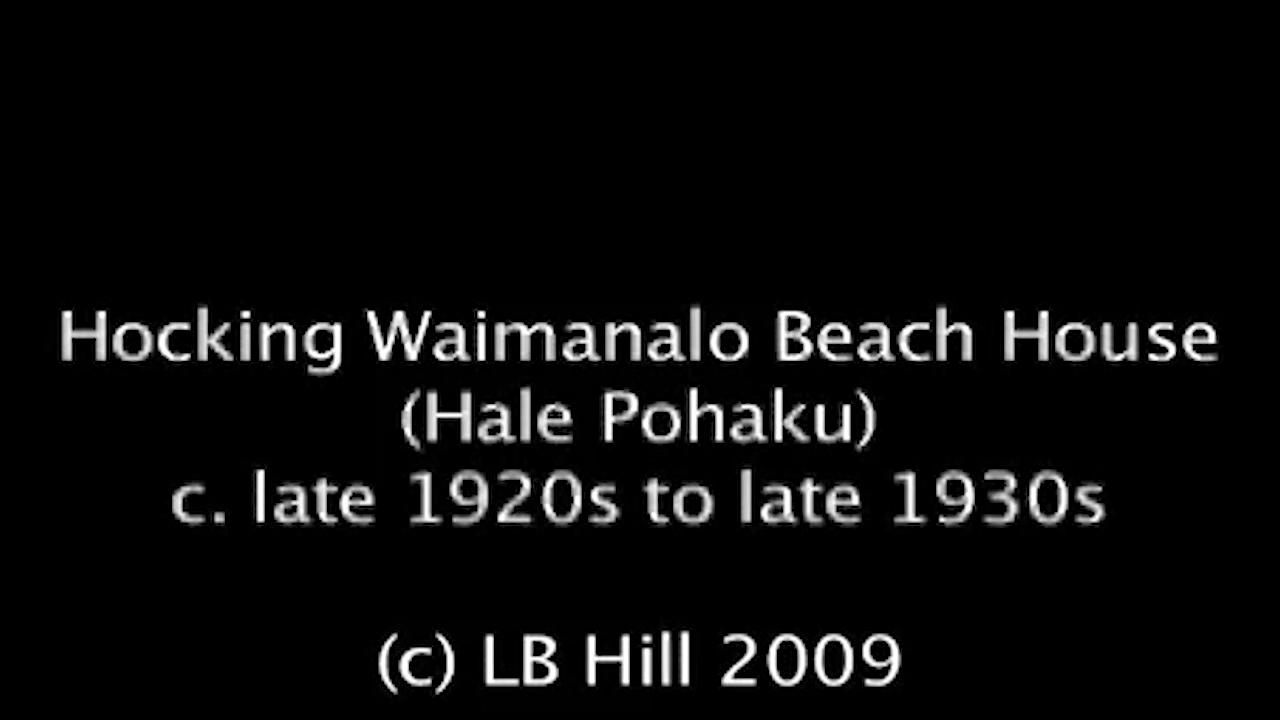 Hocking Waimanalo Beach House
(Hale Pohaku)
c. late 1920s to late 1930s
(c) LB Hill 2009